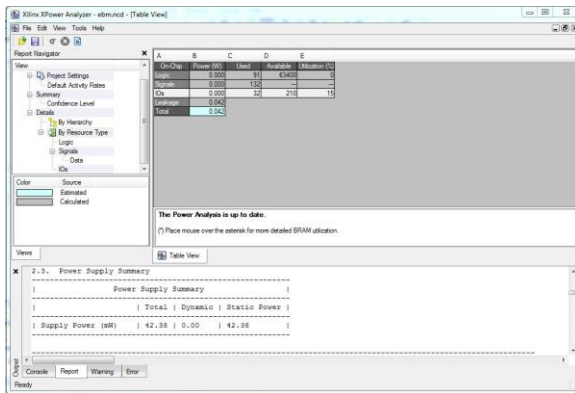 Xilinx XPower Analyzer - ebrm.ncd - [Table View]
File Edit View Tools Help
Report Navigator
View
Project Settings
Default Activity Rates
Summary
Confidence Level
Details
By Hierarchy
By Resource Type
Logic
Signals
Data
IOs
Color Source
Estimated
Calculated
Views
A B C D E
On-Chip Power (W) Used Available Utilization (%)
Logic 0.000 91 63400 0
Signals 0.000 132 --- ---
IOs 0.000 32 210 15
Leakage 0.042
Total 0.042
The Power Analysis is up to date.
(*) Place mouse over the asterisk for more detailed BRAM utilization.
Table View
2.3. Power Supply Summary
| Power Supply Summary |
| | Total | Dynamic | Static Power |
| Supply Power (mW) | 42.38 | 0.00 | 42.38 |
Output
Console Report Warning Error
Ready